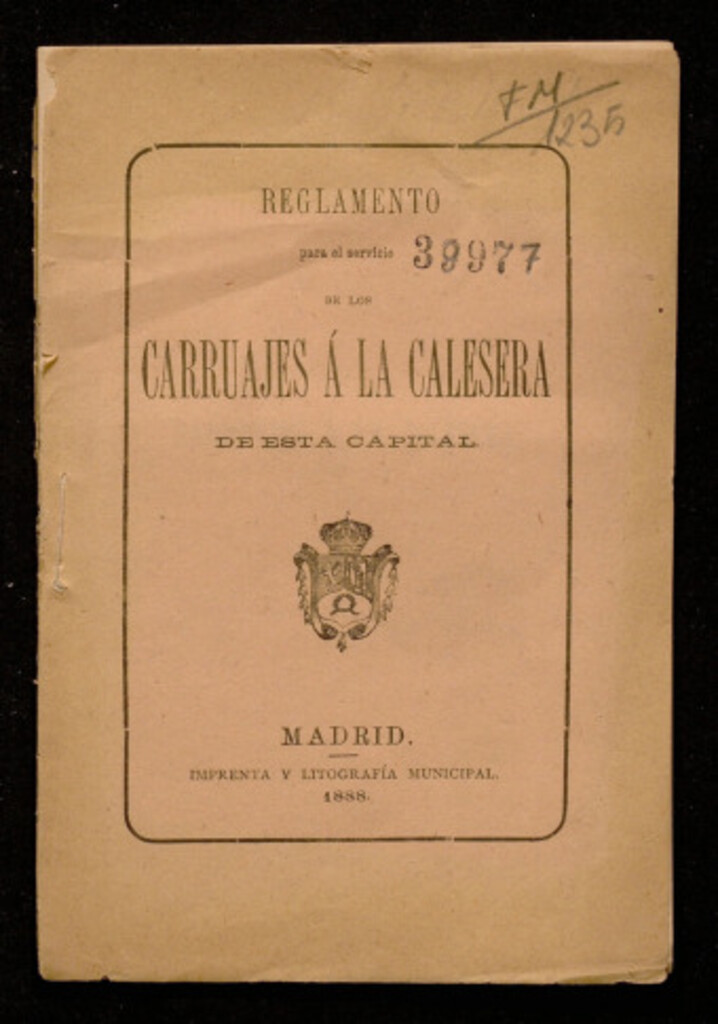 FM
1235
REGLAMENTO
para el servicio 39977
DE LOS
CARRUAJES Á LA CALESERA
DE ESTA CAPITAL.
MADRID.
IMPRENTA Y LITOGRAFÍA MUNICIPAL.
1888.